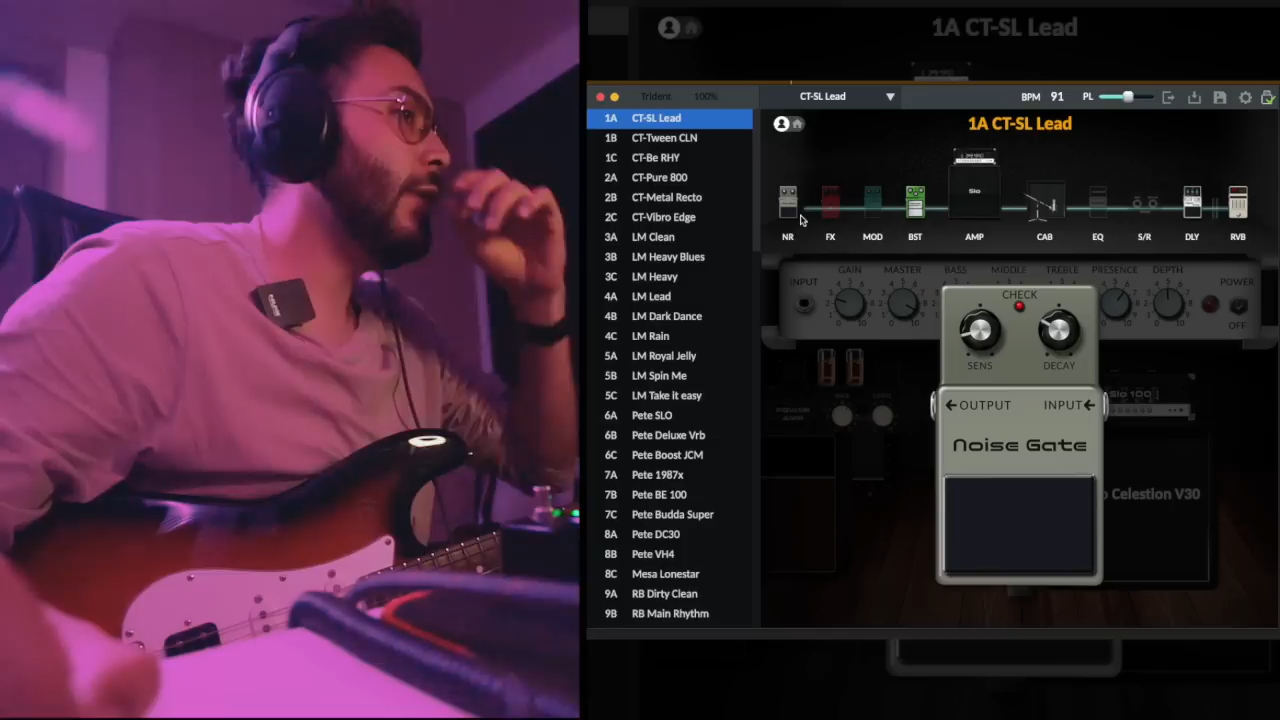 1A CT-SL Lead
Trident 100% CT-SL Lead BPM 91 PL
1A CT-SL Lead
1B CT-Tween CLN
1C CT-Be RHY
2A CT-Pure 800
2B CT-Metal Recto
2C CT-Vibro Edge
3A LM Clean
3B LM Heavy Blues
3C LM Heavy
4A LM Lead
4B LM Dark Dance
4C LM Rain
5A LM Royal Jelly
5B LM Spin Me
5C LM Take it easy
6A Pete SLO
6B Pete Deluxe Vrb
6C Pete Boost JCM
7A Pete 1987x
7B Pete BE 100
7C Pete Budda Super
8A Pete DC30
8B Pete VH4
8C Mesa Lonestar
9A RB Dirty Clean
9B RB Main Rhythm
1A CT-SL Lead
Slo
NR FX MOD BST AMP CAB EQ S/R DLY RVB
INPUT GAIN MASTER BASS MIDDLE TREBLE PRESENCE DEPTH POWER
OFF
CHECK
SENS DECAY
OUTPUT INPUT
Noise Gate
Slo 100
Celestion V30